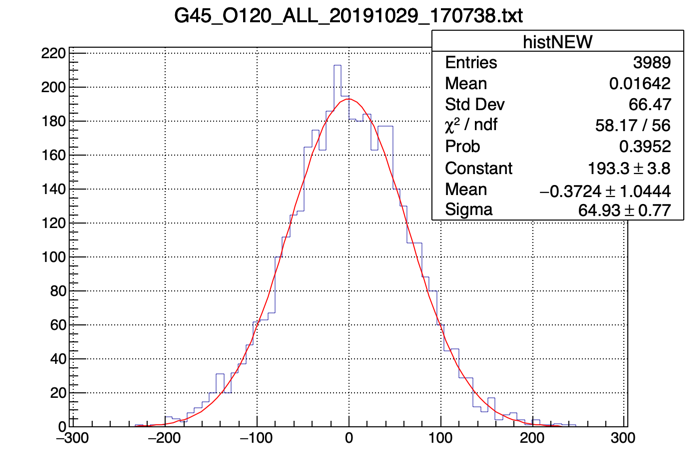 G45_O120_ALL_20191029_170738.txt
histNEW
Entries 3989
Mean 0.01642
Std Dev 66.47
χ² / ndf 58.17 / 56
Prob 0.3952
Constant 193.3 ± 3.8
Mean −0.3724 ± 1.0444
Sigma 64.93 ± 0.77
220
200
180
160
140
120
100
80
60
40
20
0
−300 −200 −100 0 100 200 300